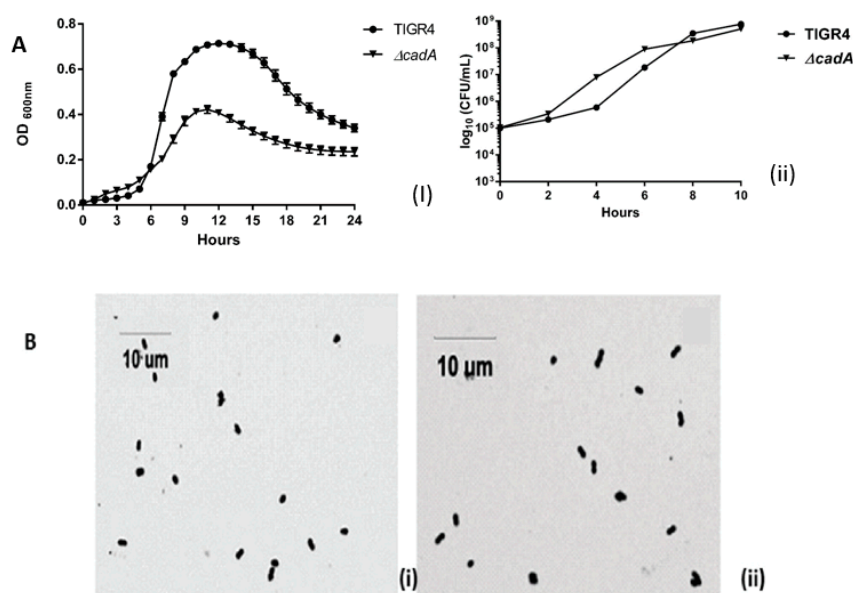 A
OD 600nm
0.8
0.6
0.4
0.2
0.0
0 3 6 9 12 15 18 21 24
Hours
TIGR4
ΔcadA
(I)
log10 (CFU/mL)
10⁹
10⁸
10⁷
10⁶
10⁵
10⁴
10³
0 2 4 6 8 10
Hours
TIGR4
ΔcadA
(ii)
B
10 um
(i)
10 µm
(ii)